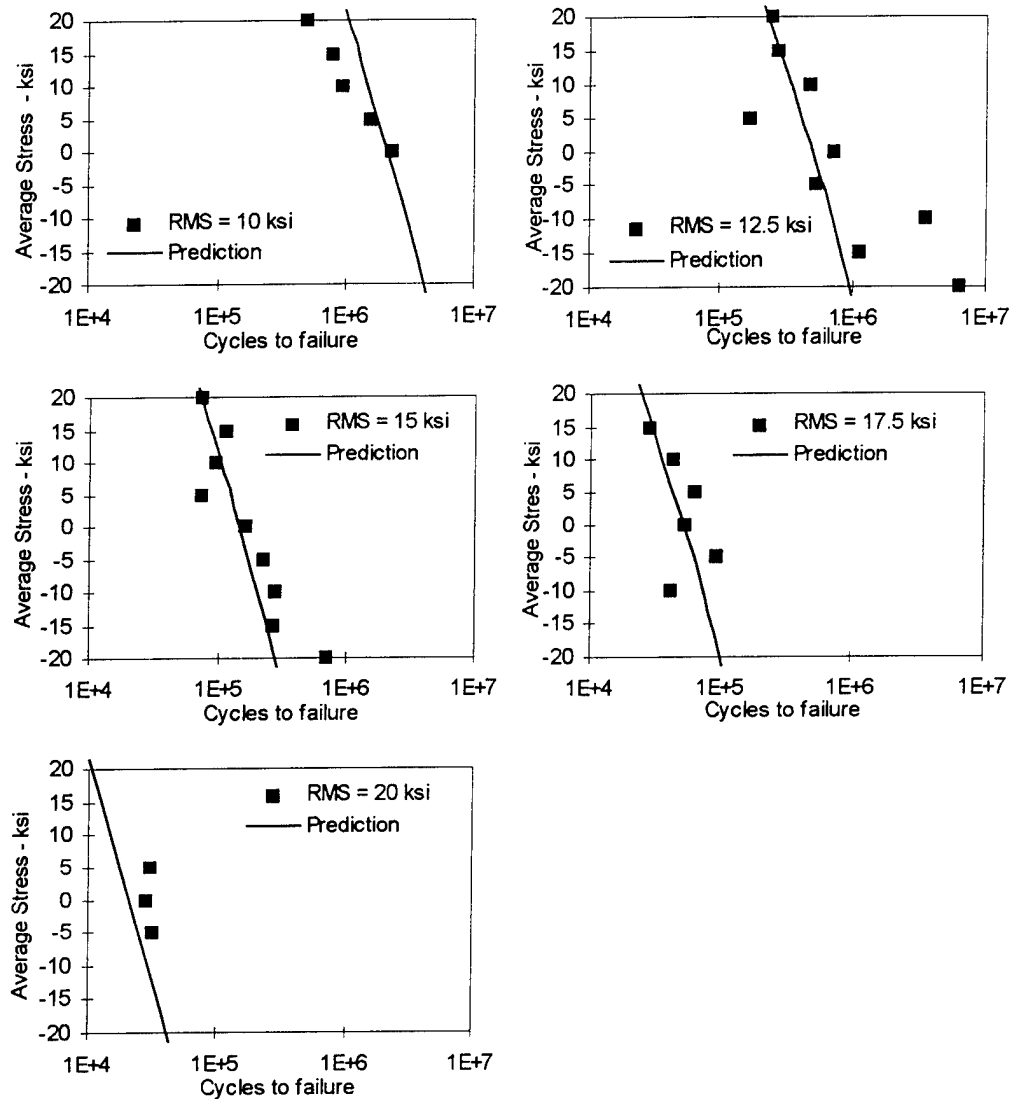 Average Stress - ksi
20
15
10
5
0
-5
-10
-15
-20
RMS = 10 ksi
Prediction
1E+4 1E+5 1E+6 1E+7
Cycles to failure
Average Stress - ksi
20
15
10
5
0
-5
-10
-15
-20
RMS = 12.5 ksi
Prediction
1E+4 1E+5 1E+6 1E+7
Cycles to failure
Average Stress - ksi
20
15
10
5
0
-5
-10
-15
-20
RMS = 15 ksi
Prediction
1E+4 1E+5 1E+6 1E+7
Cycles to failure
Average Stres - ksi
20
15
10
5
0
-5
-10
-15
-20
RMS = 17.5 ksi
Prediction
1E+4 1E+5 1E+6 1E+7
Cycles to failure
Average Stress - ksi
20
15
10
5
0
-5
-10
-15
-20
RMS = 20 ksi
Prediction
1E+4 1E+5 1E+6 1E+7
Cycles to failure